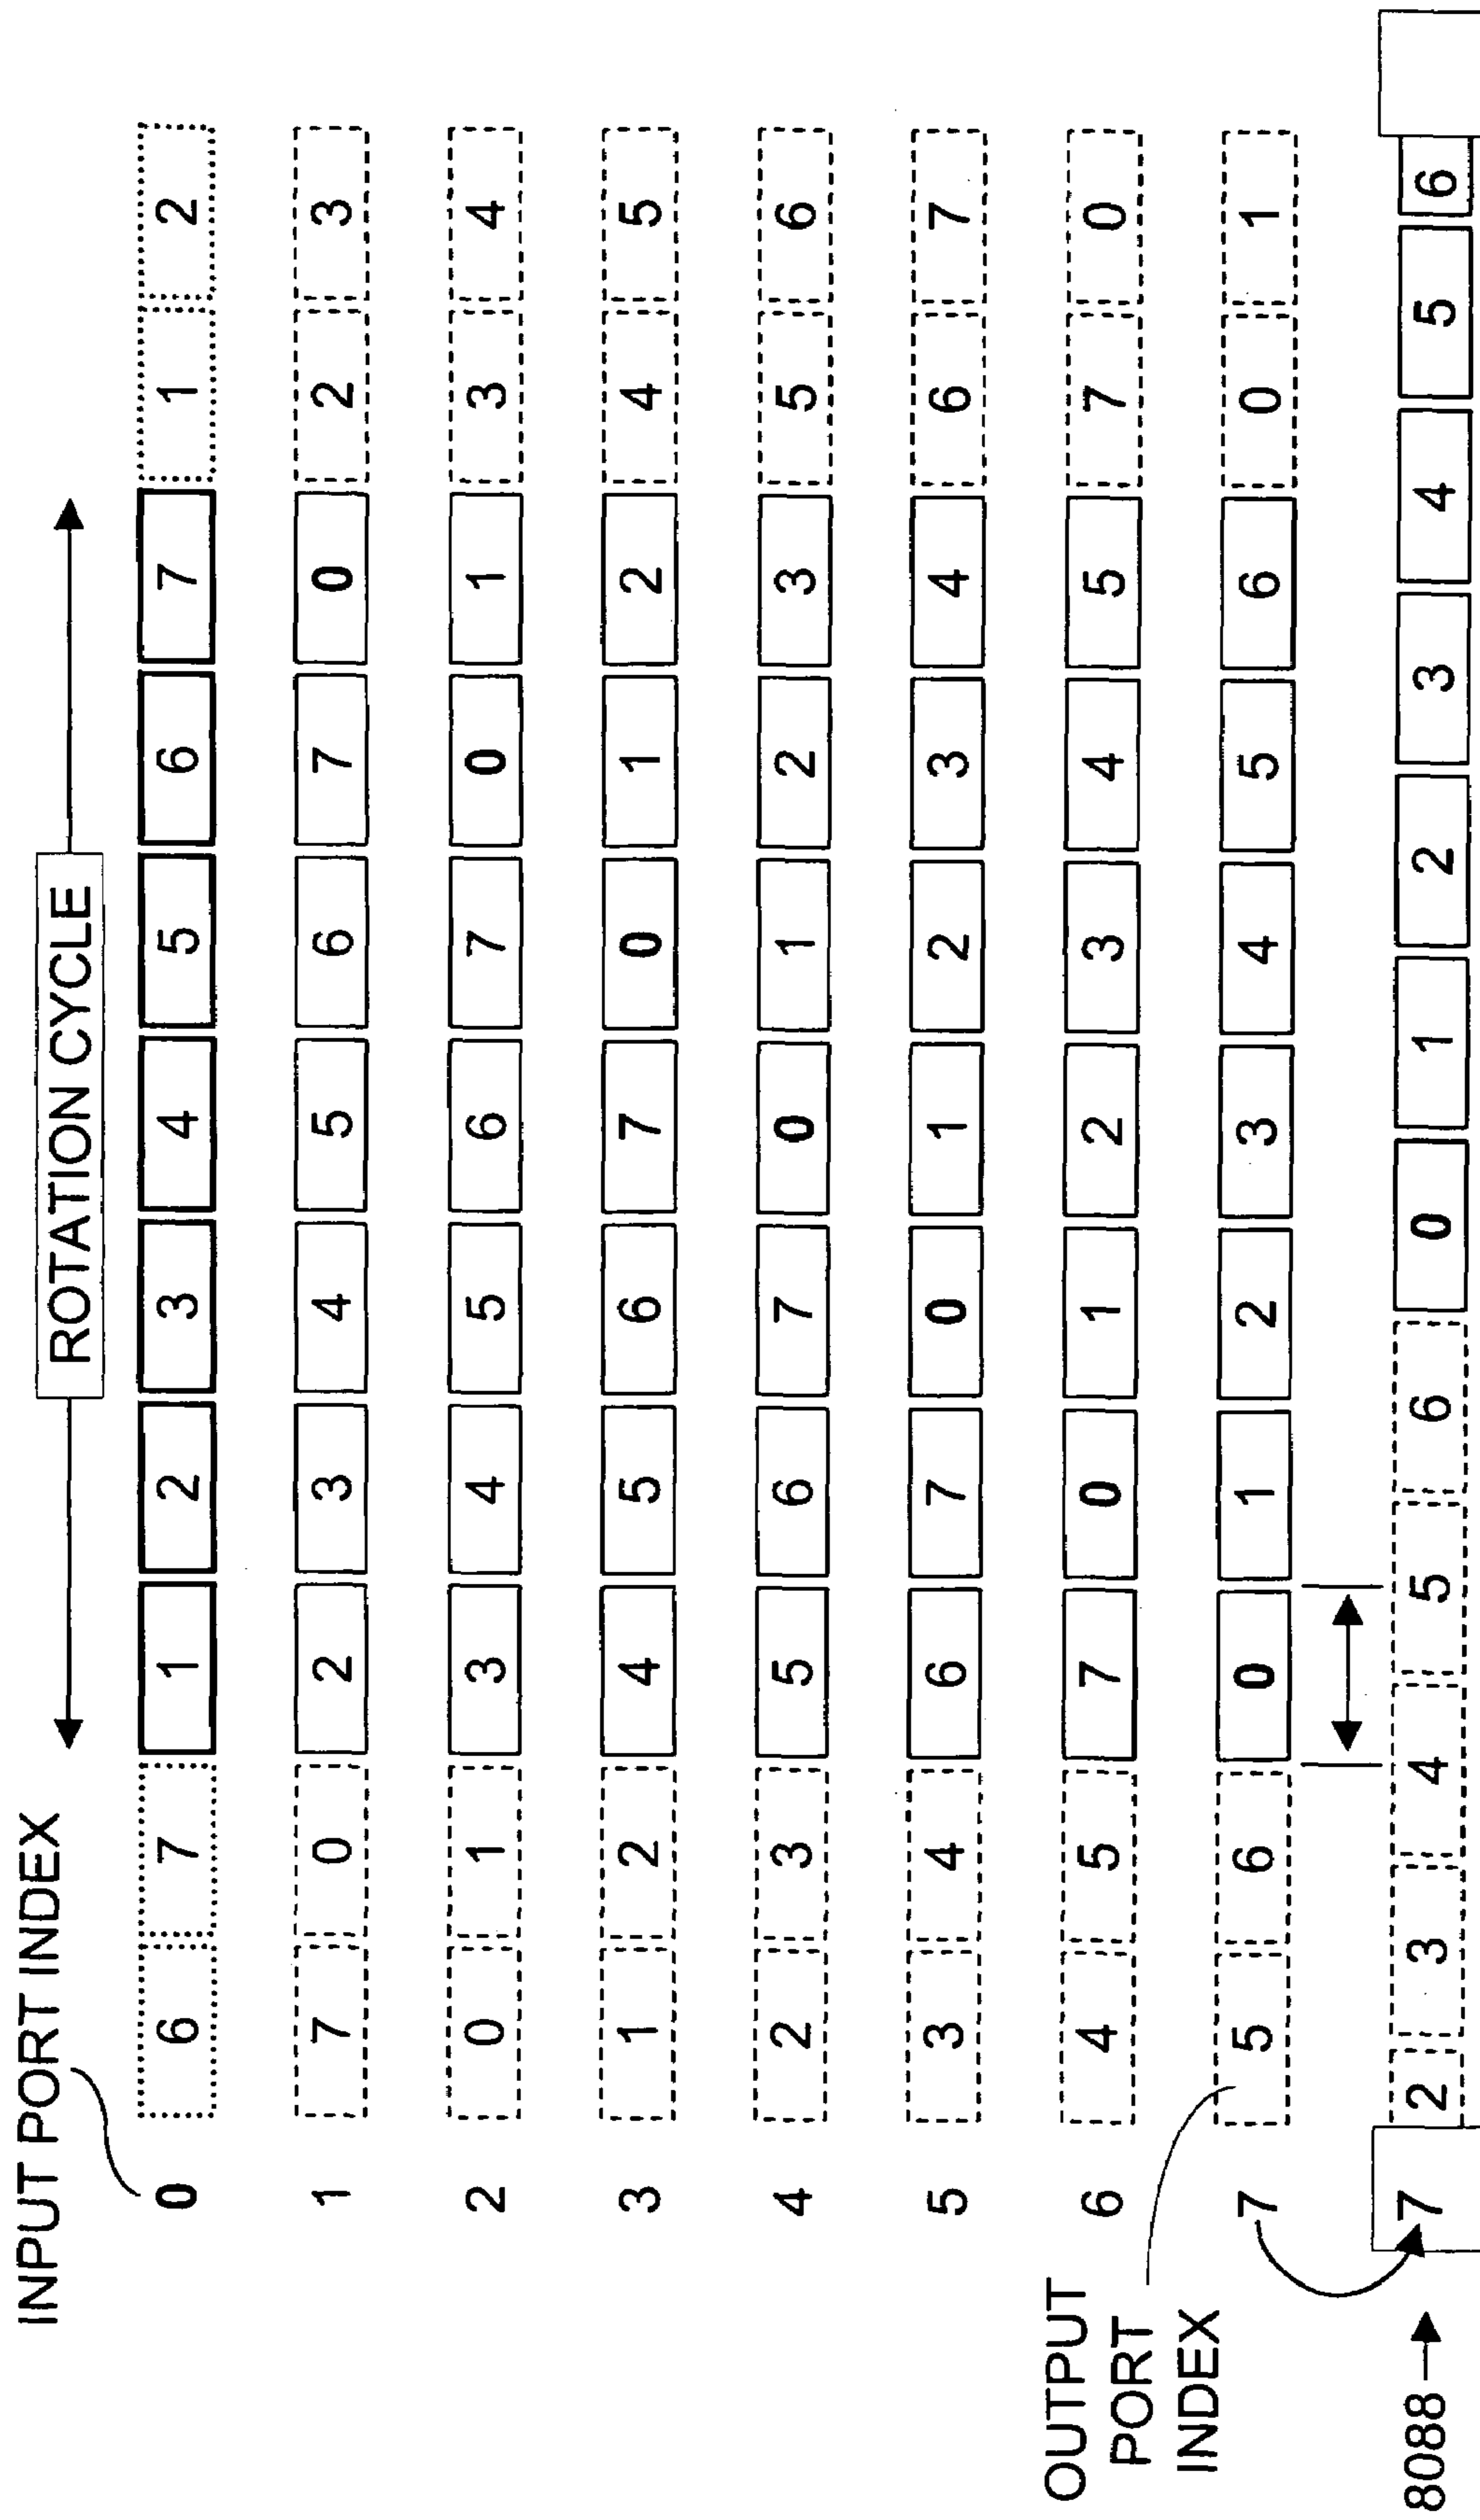 INPUT PORT INDEX
ROTATION CYCLE
0 6 7 1 2 3 4 5 6 7 1 2
1 7 0 2 3 4 5 6 7 0 2 3
2 0 1 3 4 5 6 7 0 1 3 4
3 1 2 4 5 6 7 0 1 2 4 5
4 2 3 5 6 7 0 1 2 3 5 6
5 3 4 6 7 0 1 2 3 4 6 7
6 4 5 7 0 1 2 3 4 5 7 0
7 5 6 0 1 2 3 4 5 6 0 1
OUTPUT
PORT
INDEX
8088 7 2 3 4 5 6 0 1 2 3 4 5 6